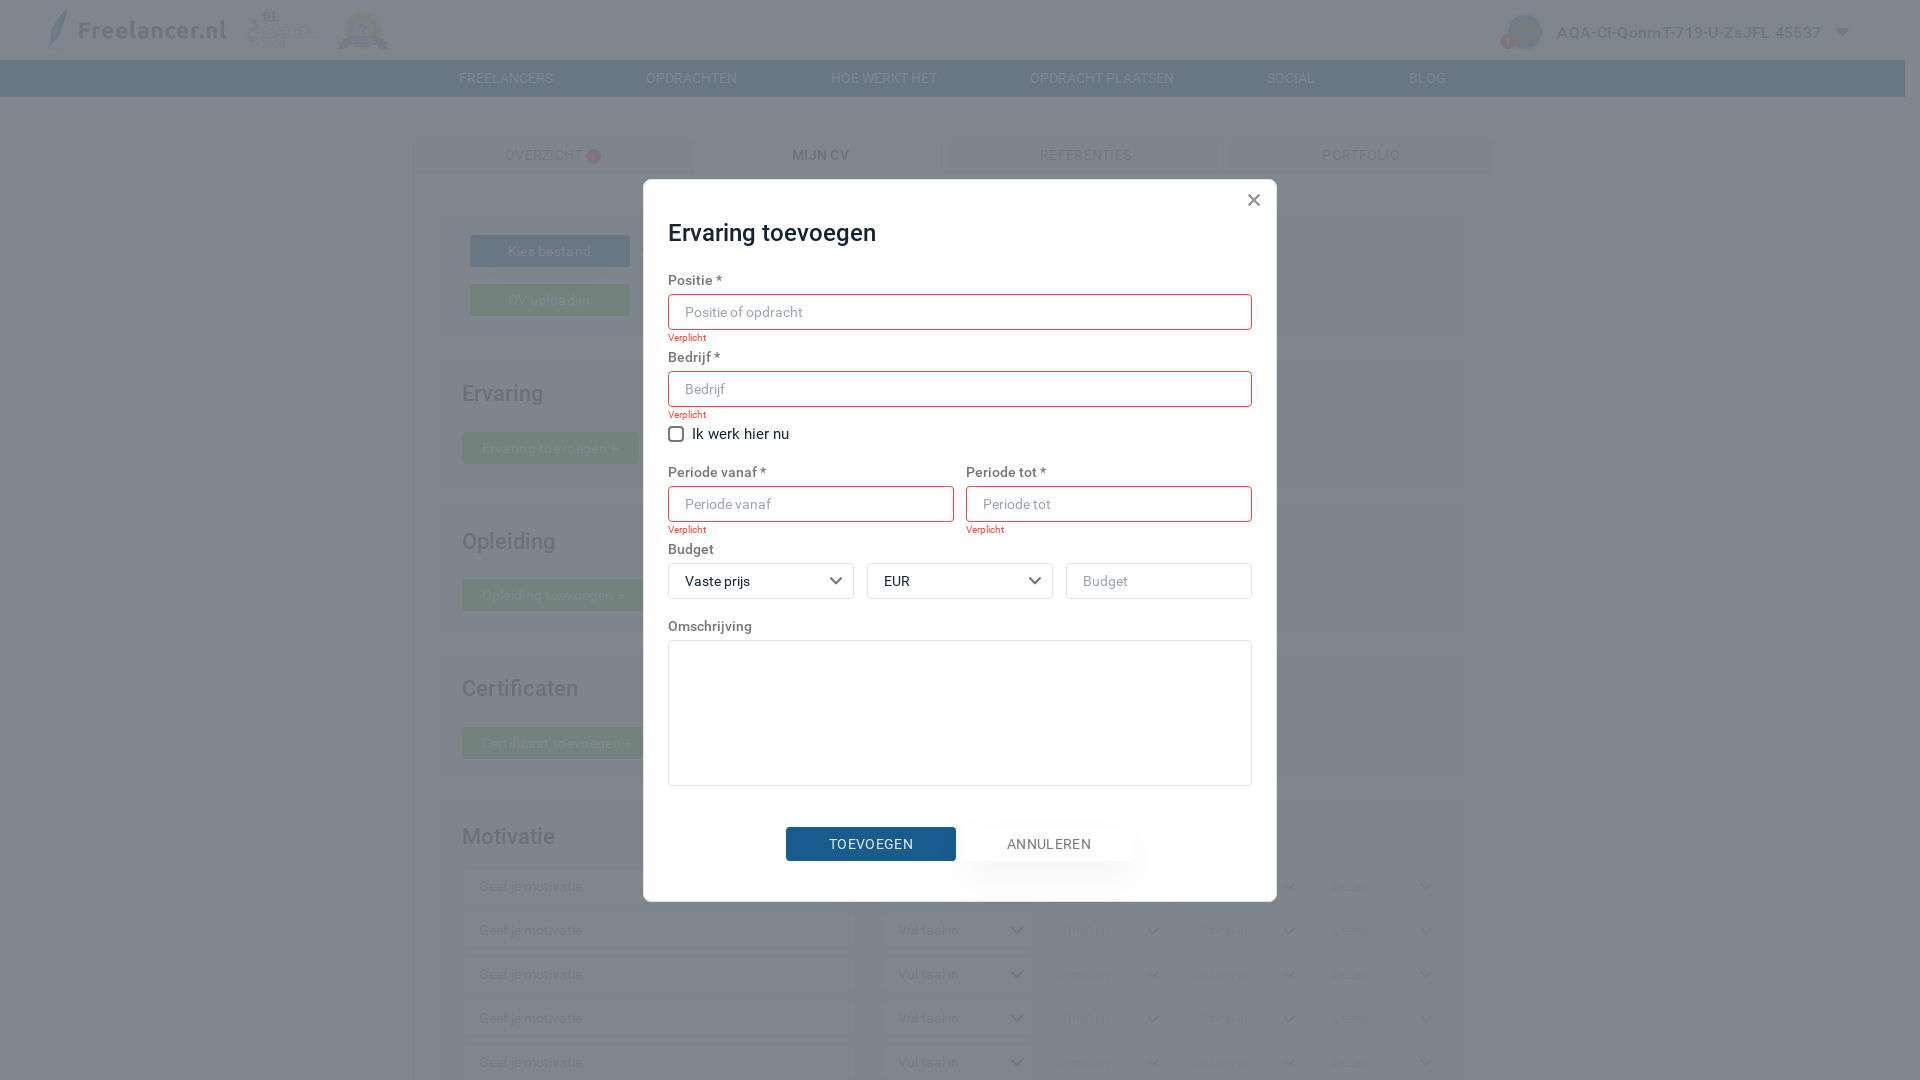 Freelancer.nl
fd.
AQA-CI-QonmT-719-U-ZsJFL 45537
FREELANCERS OPDRACHTEN HOE WERKT HET OPDRACHT PLAATSEN SOCIAL BLOG
OVERZICHT MIJN CV REFERENTIES PORTFOLIO
Kies bestand
CV uploaden
Ervaring
Ervaring toevoegen +
Opleiding
Opleiding toevoegen +
Certificaten
Certificaat toevoegen +
Motivatie
Ervaring toevoegen
Positie *
Positie of opdracht
Verplicht
Bedrijf *
Bedrijf
Verplicht
Ik werk hier nu
Periode vanaf * Periode tot *
Periode vanaf Periode tot
Verplicht Verplicht
Budget
Vaste prijs EUR Budget
Omschrijving
TOEVOEGEN ANNULEREN
Geef je motivatie
Geef je motivatie Vul taal in
Geef je motivatie Vul taal in
Geef je motivatie Vul taal in
Geef je motivatie Vul taal in